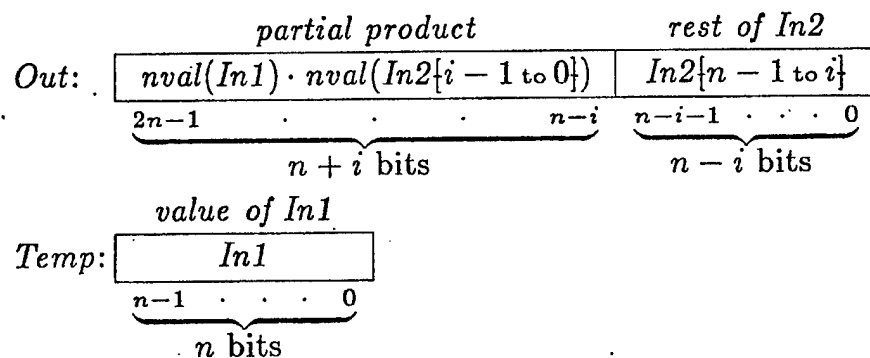 partial product rest of In2
Out: nval(In1) · nval(In2{i − 1 to 0}) In2{n − 1 to i}
2n−1 · · · n−i n−i−1 · · · 0
n + i bits n − i bits
value of In1
Temp: In1
n−1 · · · 0
n bits